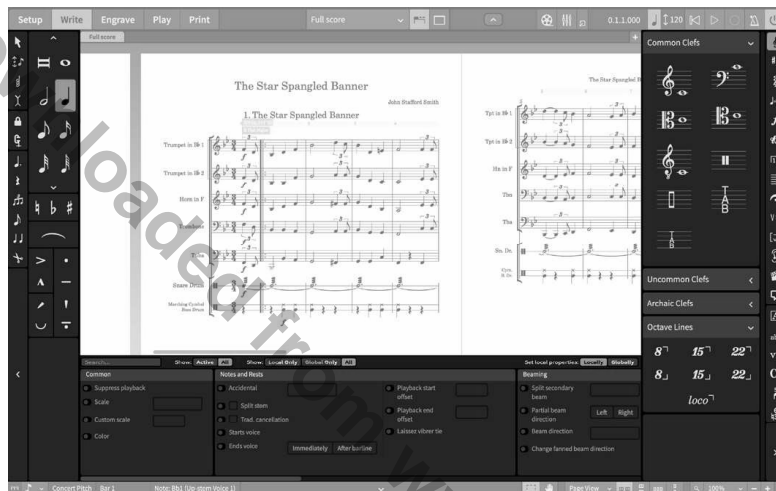 Setup Write Engrave Play Print Full score 0.1.1.000 120
Full score
Common Clefs
The Star Spangled Banner
John Stafford Smith
1. The Star Spangled Banner
Trumpet in B♭ 1
Trumpet in B♭ 2
Horn in F
Trombone
Tuba
Snare Drum
Marching Cymbal
Bass Drum
The Star Spangled
Tpt in B♭ 1
Tpt in B♭ 2
Hn in F
Tbn
Tba
Sn. Dr.
Uncommon Clefs
Archaic Clefs
Octave Lines
8 15 22
8 15 22
loco
Search... Show: Active All Show: Local Only Global Only All Set local properties: Locally Globally
Common
Suppress playback
Scale
Custom scale
Color
Notes and Rests
Accidental
Split stem
Trad. cancellation
Starts voice
Ends voice
Immediately After barline
Playback start offset
Playback end offset
Laissez vibrer tie
Beaming
Split secondary beam
Partial beam direction
Left Right
Beam direction
Change fanned beam direction
Concert Pitch Bar 1 Note: Bb1 (Up-stem Voice 1) Page View 100%
loaded from w